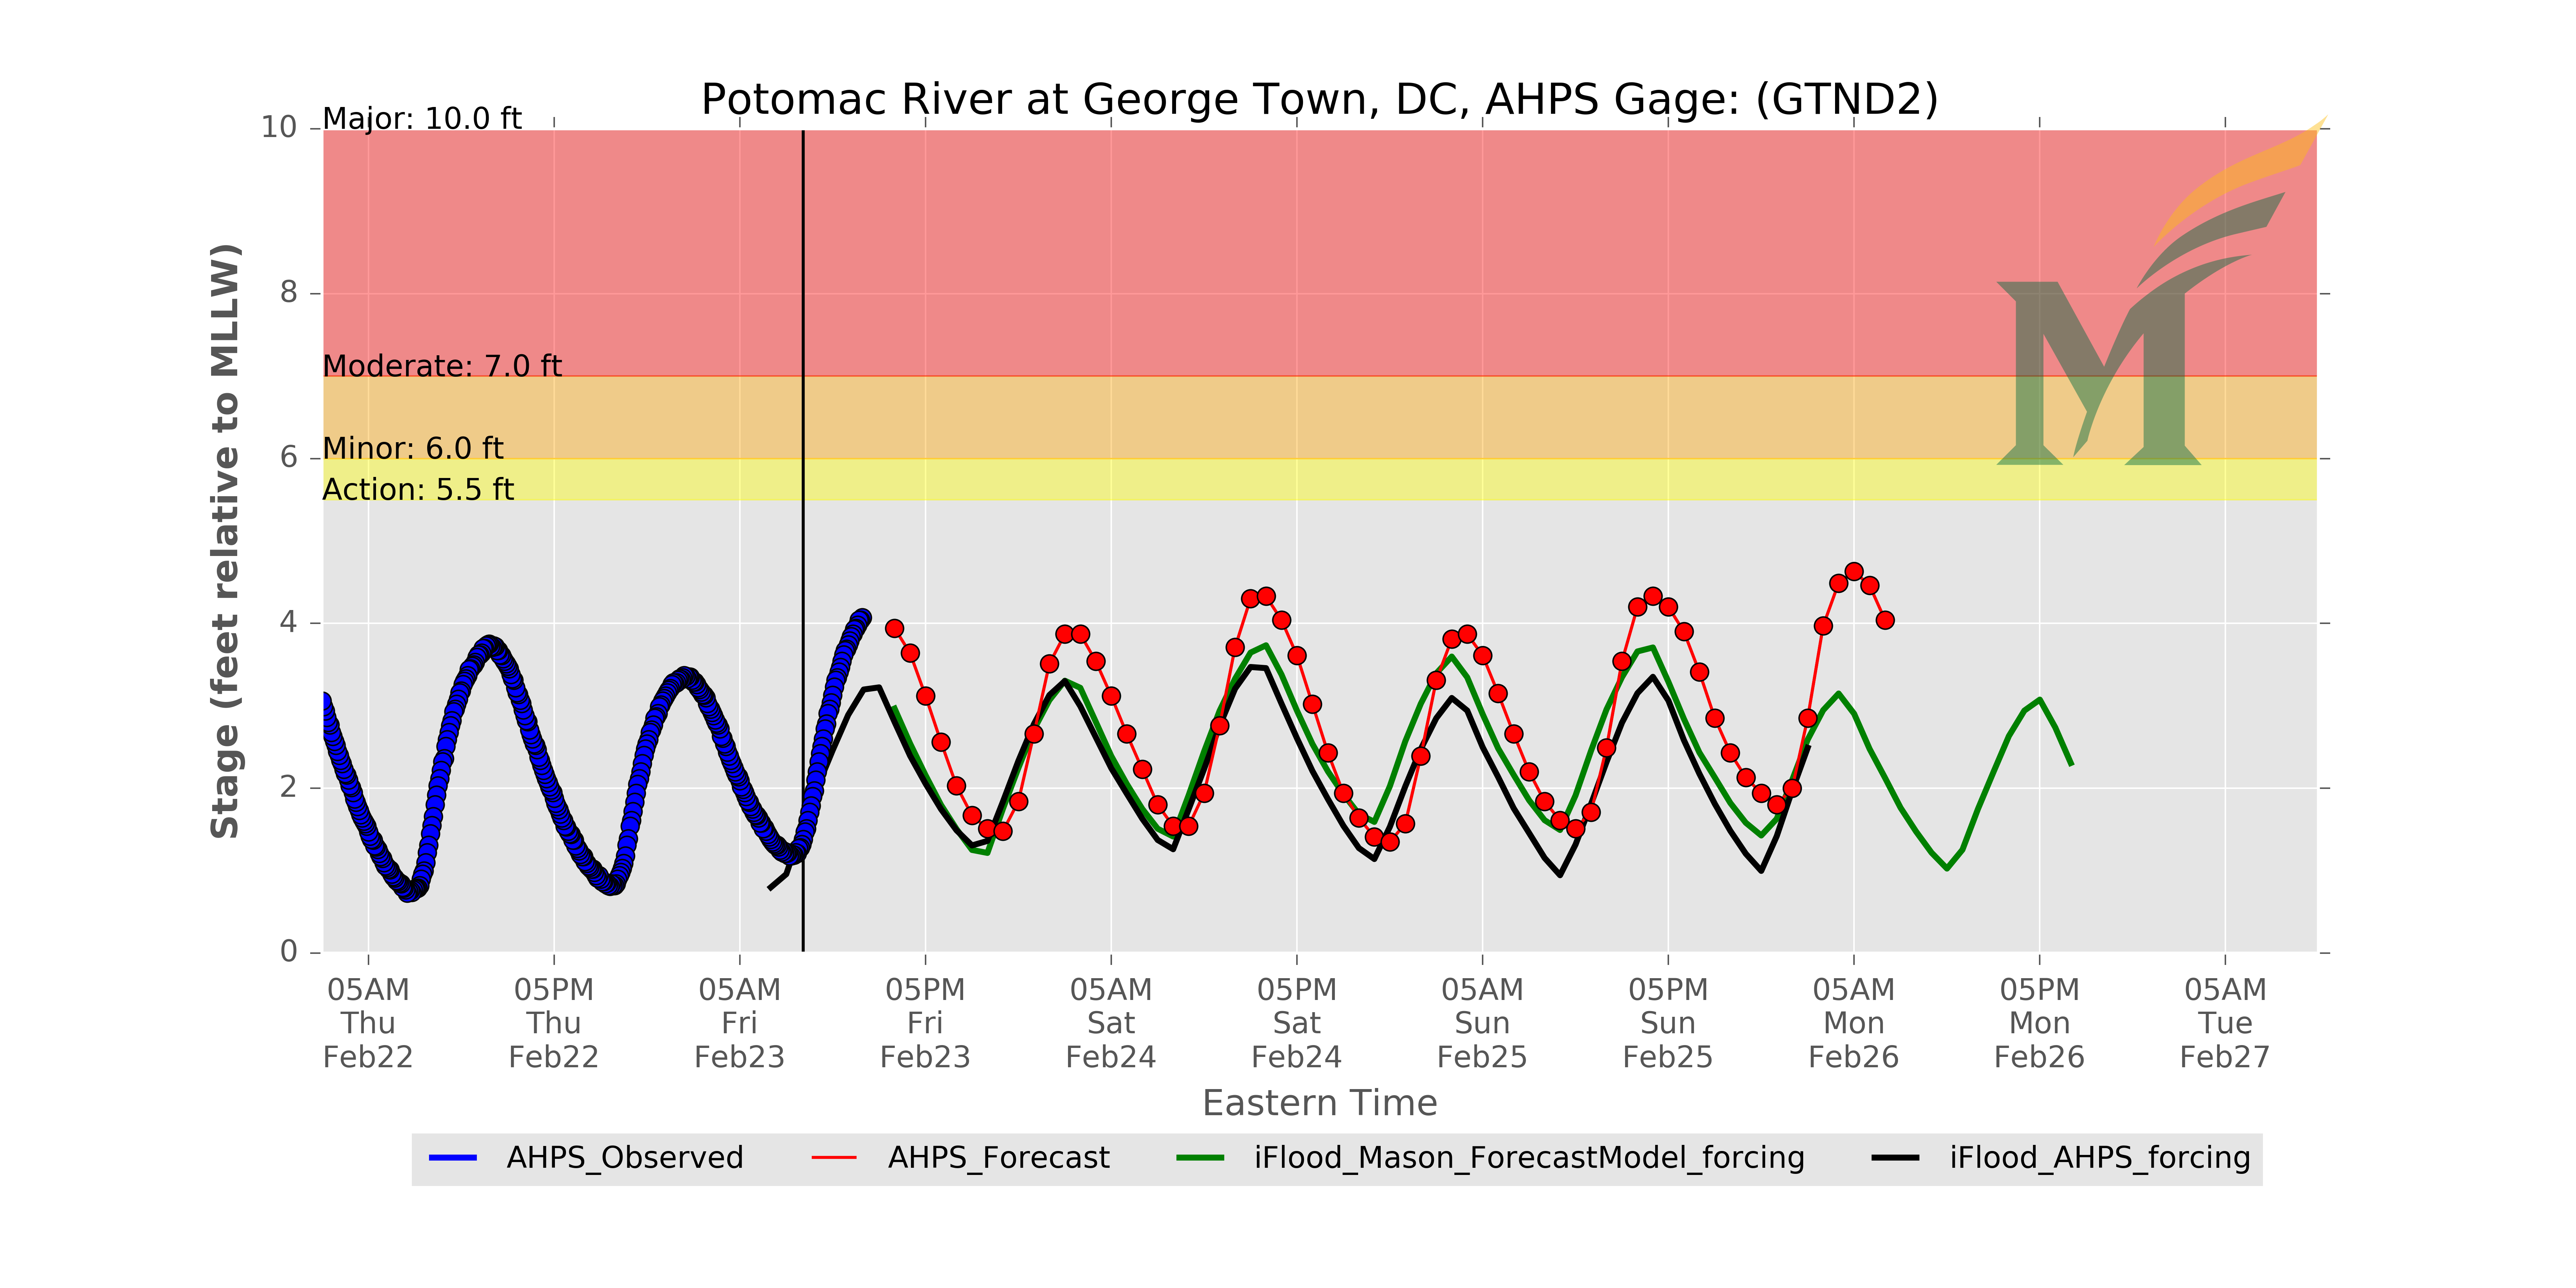 Potomac River at George Town, DC, AHPS Gage: (GTND2)
Major: 10.0 ft
Moderate: 7.0 ft
Minor: 6.0 ft
Action: 5.5 ft
Stage (feet relative to MLLW)
10
8
6
4
2
0
05AM Thu Feb22
05PM Thu Feb22
05AM Fri Feb23
05PM Fri Feb23
05AM Sat Feb24
05PM Sat Feb24
05AM Sun Feb25
05PM Sun Feb25
05AM Mon Feb26
05PM Mon Feb26
05AM Tue Feb27
Eastern Time
AHPS_Observed
AHPS_Forecast
iFlood_Mason_ForecastModel_forcing
iFlood_AHPS_forcing
M